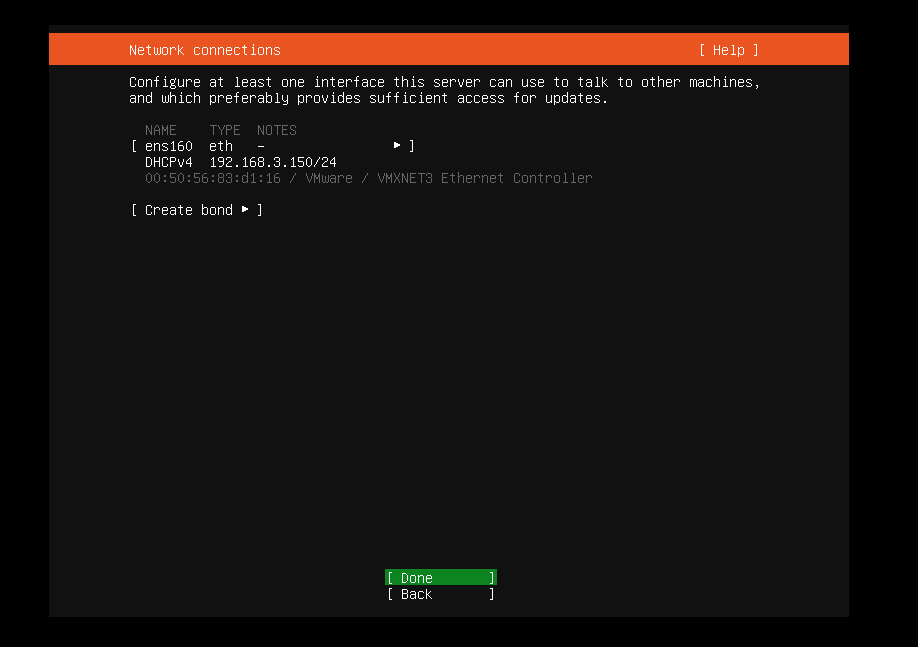 Network connections [ Help ]
Configure at least one interface this server can use to talk to other machines,
and which preferably provides sufficient access for updates.
NAME TYPE NOTES
[ ens160 eth – ▸ ]
DHCPv4 192.168.3.150/24
00:50:56:83:d1:16 / VMware / VMXNET3 Ethernet Controller
[ Create bond ▸ ]
[ Done ]
[ Back ]